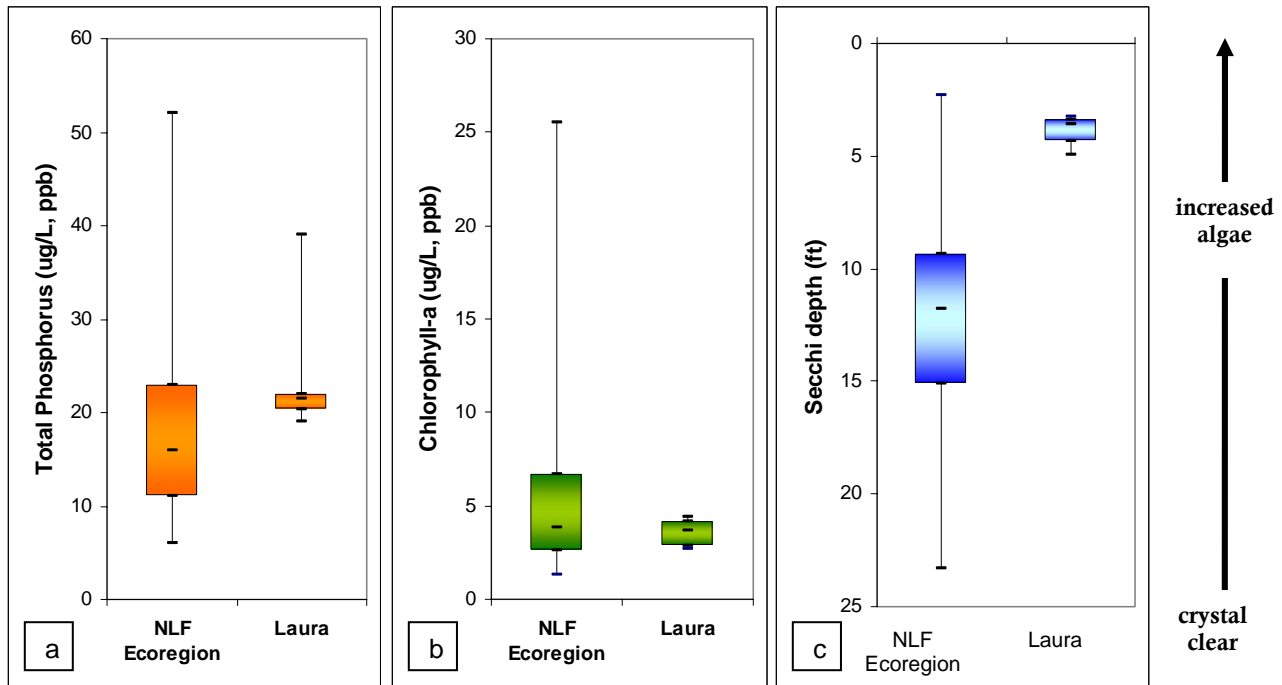 Total Phosphorus (ug/L, ppb)
60
50
40
30
20
10
0
NLF
Ecoregion
Laura
a
Chlorophyll-a (ug/L, ppb)
30
25
20
15
10
5
0
NLF
Ecoregion
Laura
b
Secchi depth (ft)
0
5
10
15
20
25
NLF
Ecoregion
Laura
c
increased
algae
crystal
clear